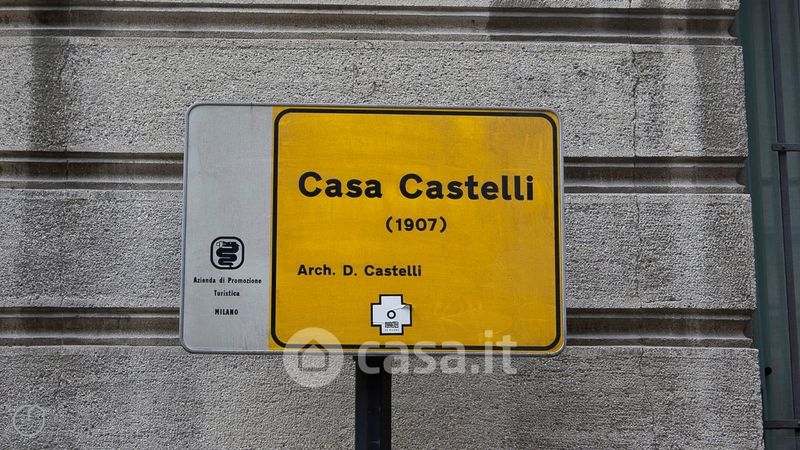 Casa Castelli
(1907)
Arch. D. Castelli
Azienda di Promozione
Turistica
MILANO
casa.it